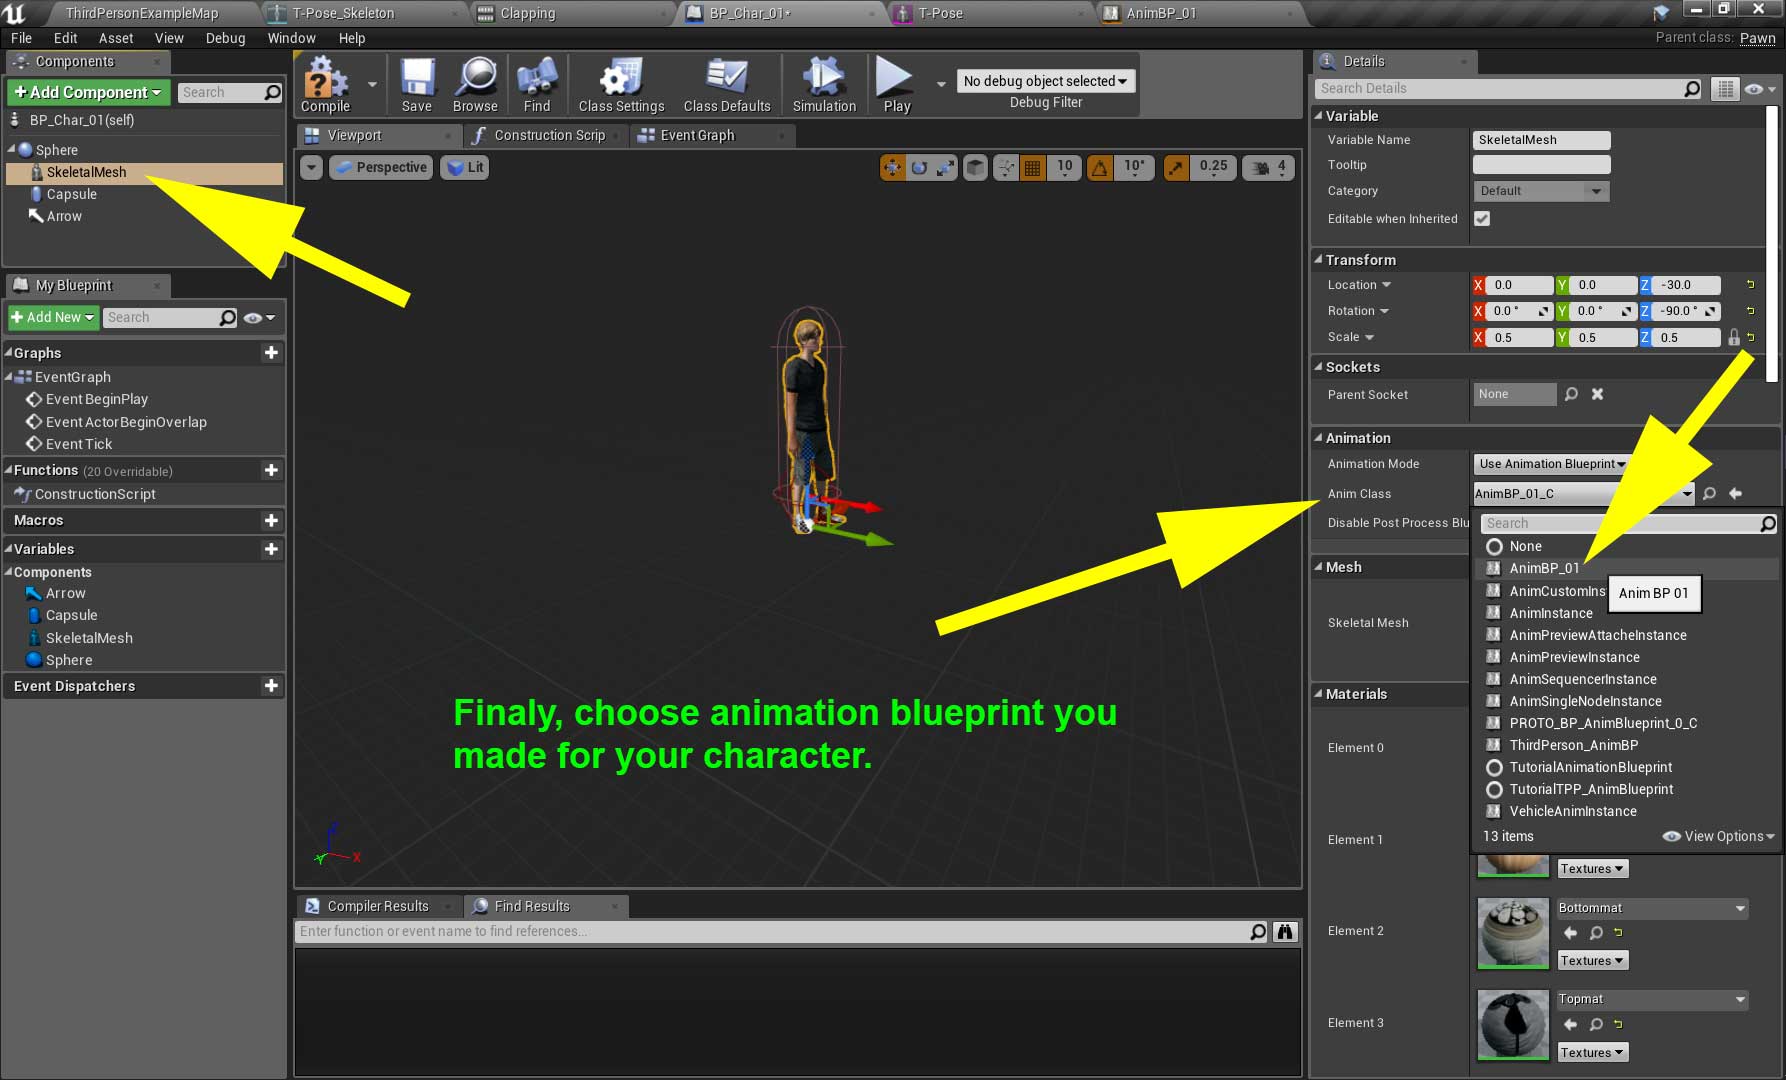 ThirdPersonExampleMap
T-Pose_Skeleton
Clapping
BP_Char_01*
T-Pose
AnimBP_01
File Edit Asset View Debug Window Help
Parent class: Pawn
Components
+ Add Component
Search
BP_Char_01(self)
Sphere
SkeletalMesh
Capsule
Arrow
My Blueprint
+ Add New
Search
Graphs
EventGraph
Event BeginPlay
Event ActorBeginOverlap
Event Tick
Functions (20 Overridable)
ConstructionScript
Macros
Variables
Components
Arrow
Capsule
SkeletalMesh
Sphere
Event Dispatchers
Compile
Save
Browse
Find
Class Settings
Class Defaults
Simulation
Play
No debug object selected
Debug Filter
Viewport
Construction Scrip
Event Graph
Perspective
Lit
10
10°
0.25
4
Finaly, choose animation blueprint you
made for your character.
Z
X
Y
Compiler Results
Find Results
Enter function or event name to find references...
Details
Search Details
Variable
Variable Name SkeletalMesh
Tooltip
Category Default
Editable when Inherited
Transform
Location X 0.0 Y 0.0 Z -30.0
Rotation X 0.0 ° Y 0.0 ° Z -90.0 °
Scale X 0.5 Y 0.5 Z 0.5
Sockets
Parent Socket None
Animation
Animation Mode Use Animation Blueprint
Anim Class AnimBP_01_C
Disable Post Process Blu
Search
None
AnimBP_01
AnimCustomIns
Anim BP 01
AnimInstance
AnimPreviewAttacheInstance
AnimPreviewInstance
AnimSequencerInstance
AnimSingleNodeInstance
PROTO_BP_AnimBlueprint_0_C
ThirdPerson_AnimBP
TutorialAnimationBlueprint
TutorialTPP_AnimBlueprint
VehicleAnimInstance
13 items
View Options
Mesh
Skeletal Mesh
Materials
Element 0
Element 1
Textures
Element 2
Bottommat
Textures
Element 3
Topmat
Textures